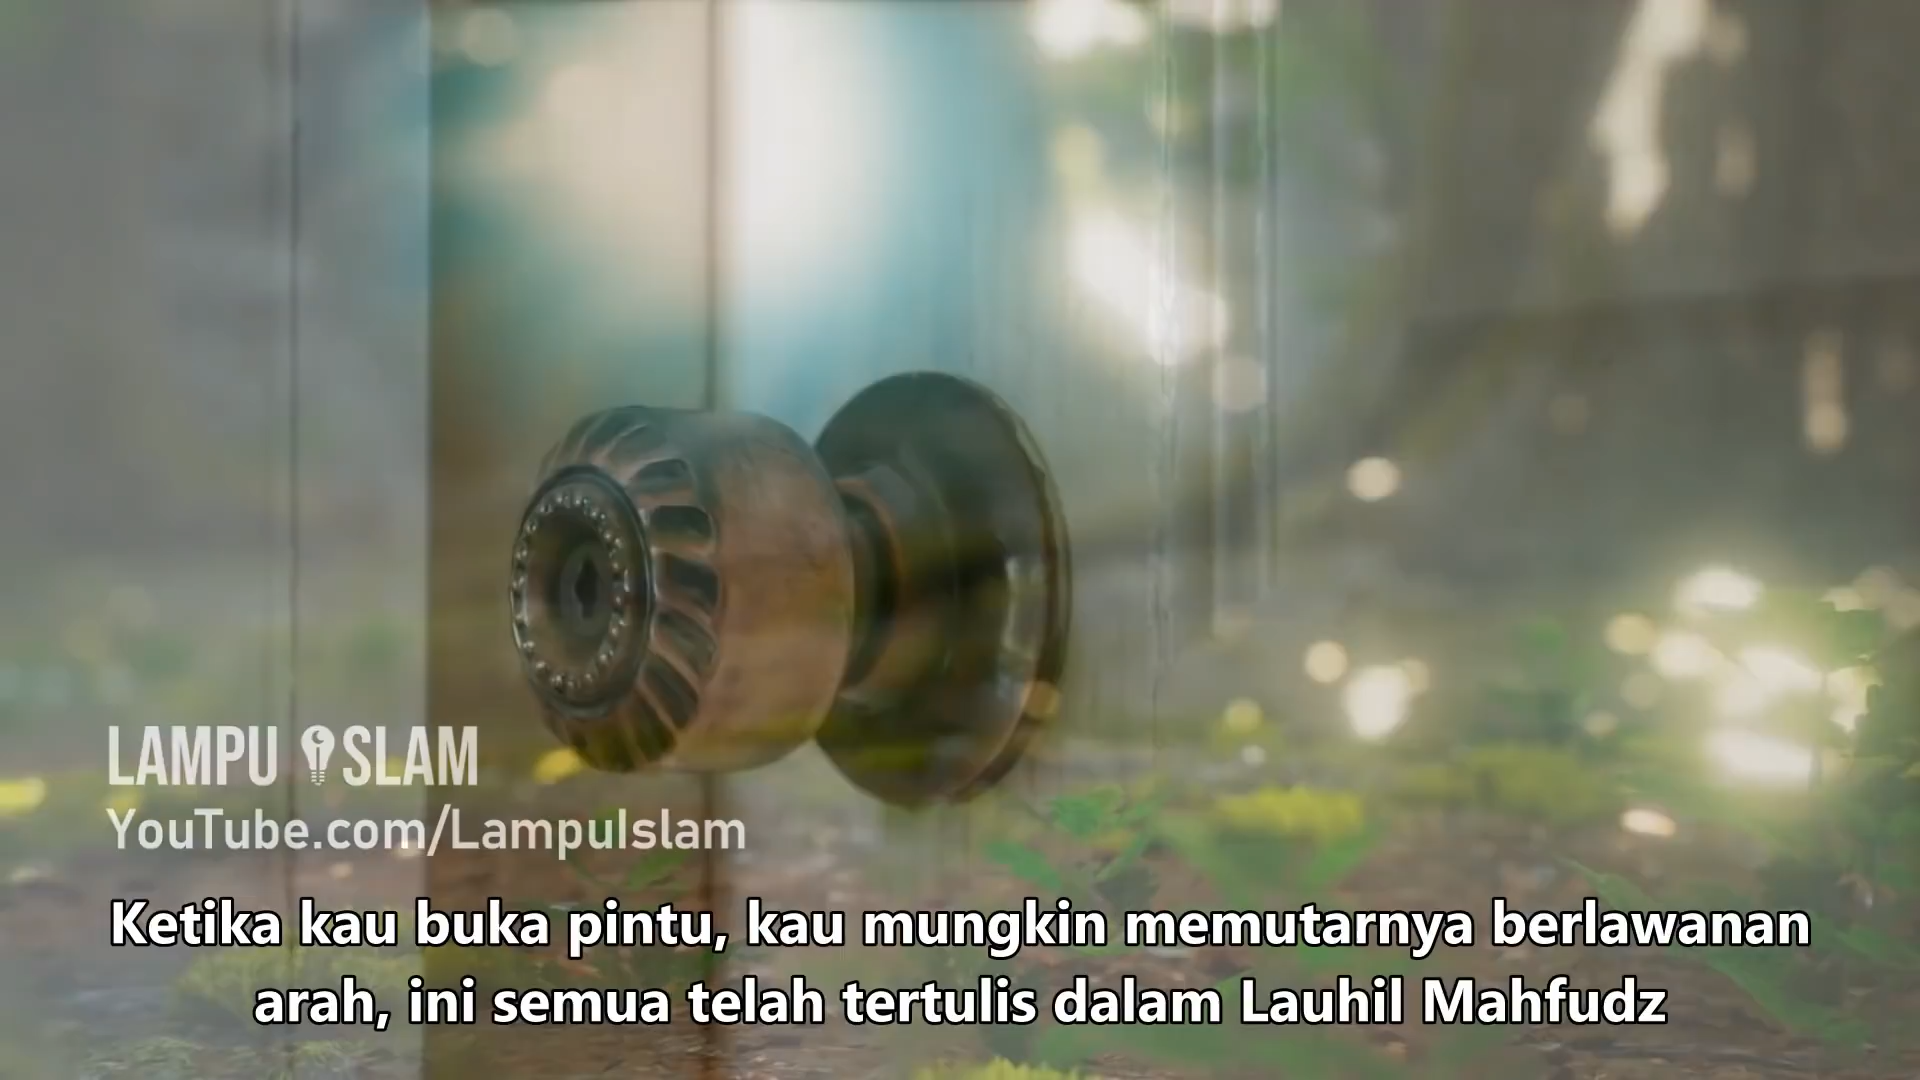 LAMPU ISLAM
YouTube.com/LampuIslam
Ketika kau buka pintu, kau mungkin memutarnya berlawanan
arah, ini semua telah tertulis dalam Lauhil Mahfudz